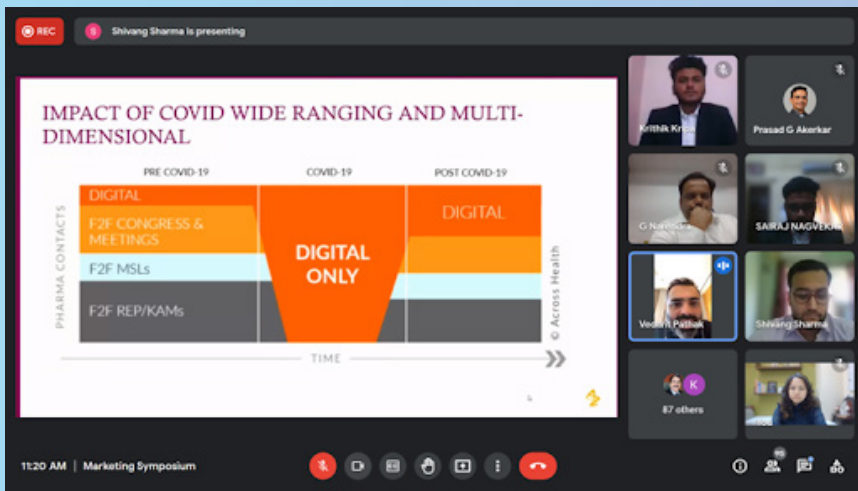 REC
S
Shivang Sharma is presenting
IMPACT OF COVID WIDE RANGING AND MULTI-
DIMENSIONAL
PRE COVID-19
COVID-19
POST COVID-19
PHARMA CONTACTS
DIGITAL
F2F CONGRESS &
MEETINGS
F2F MSLs
F2F REP/KAMs
DIGITAL
ONLY
DIGITAL
© Across Health
TIME
Krithik
Prasad G Akerkar
G
SAIRAJ NAGVEKAR
Pathak
Shivang Sharma
K
87 others
11:20 AM | Marketing Symposium
95